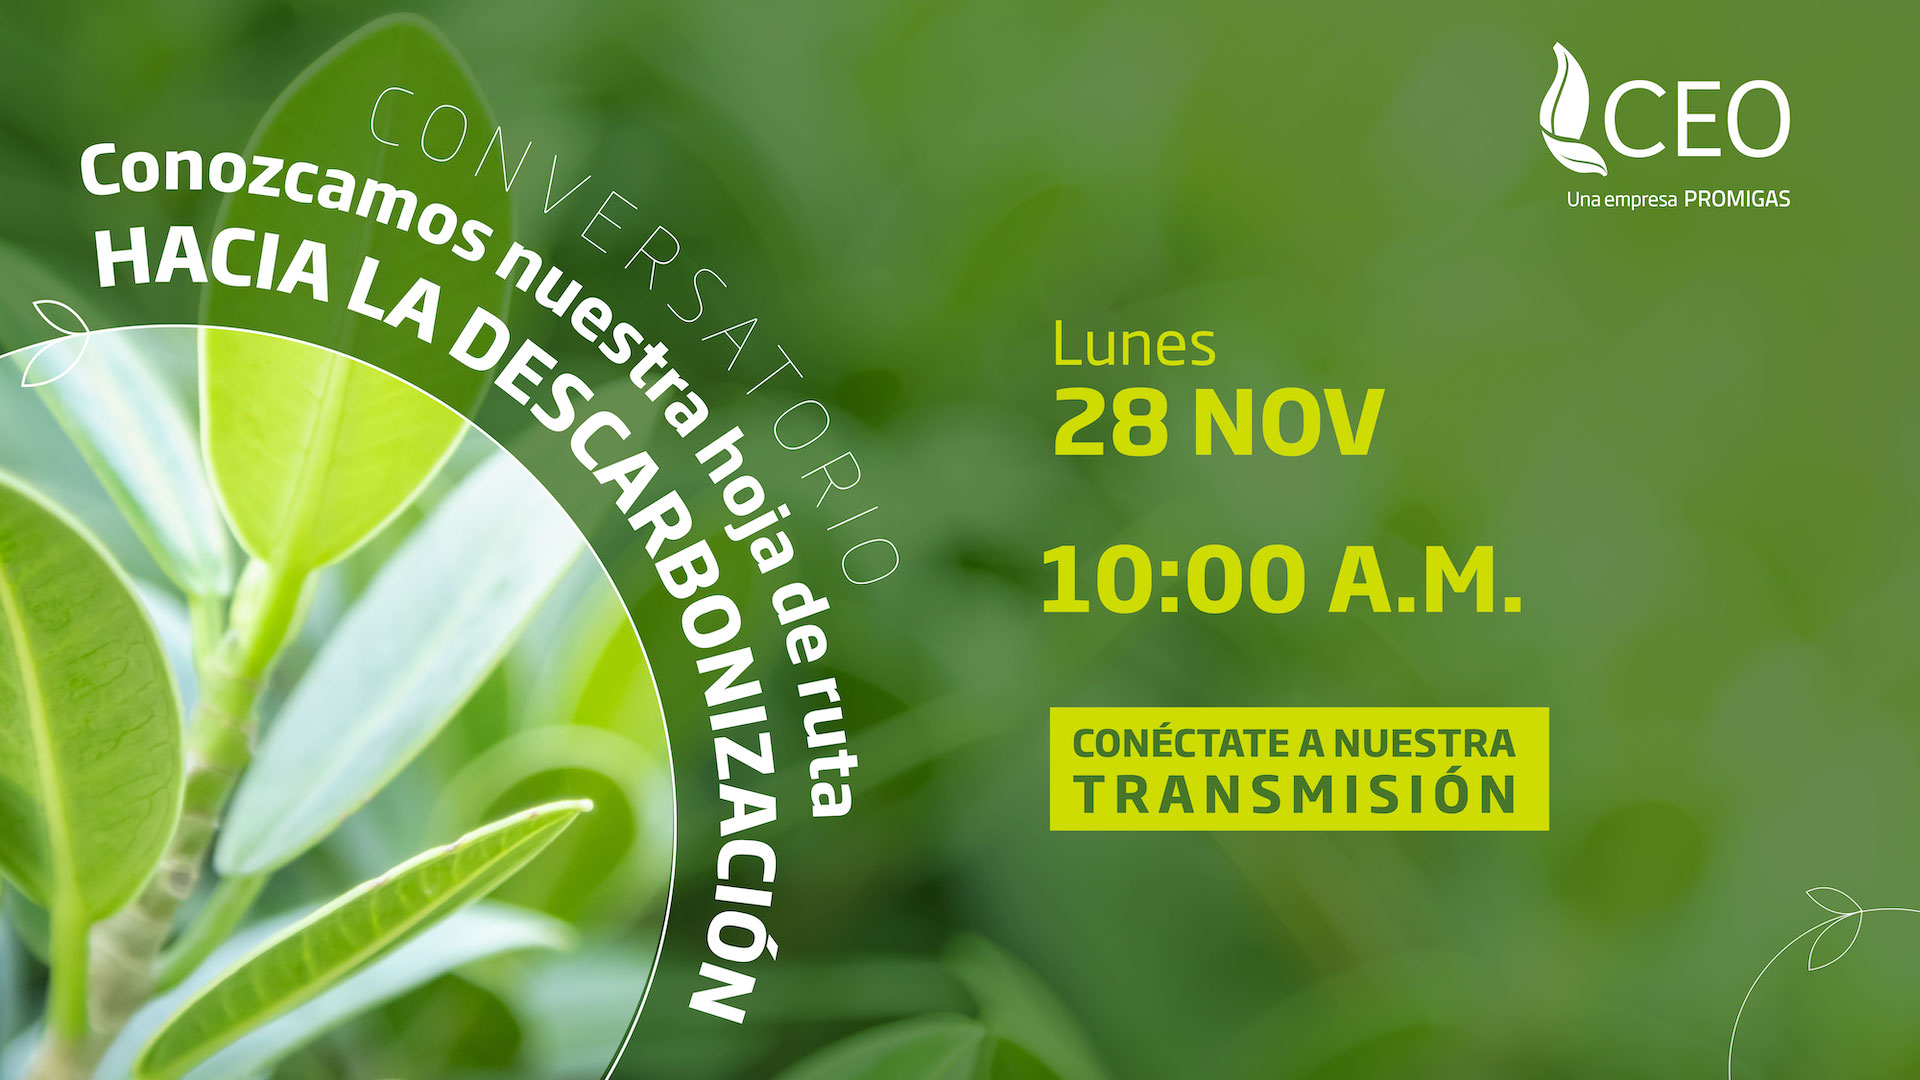 CONVERSATORIO
Conozcamos nuestra hoja de ruta
HACIA LA DESCARBONIZACIÓN
CEO
Una empresa PROMIGAS
Lunes
28 NOV
10:00 A.M.
CONÉCTATE A NUESTRA
TRANSMISIÓN